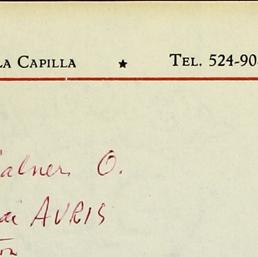 LA CAPILLA ★ TEL. 524-90
alner O.
AVRIS